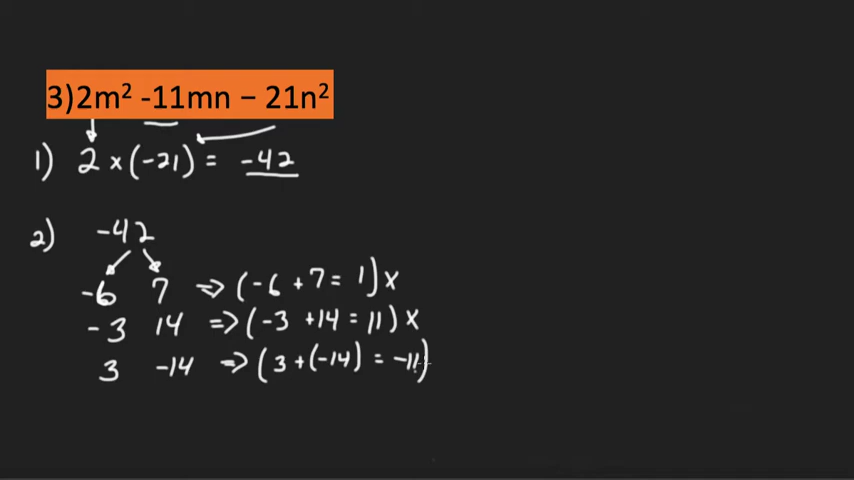 3)2m² -11mn – 21n²
1) 2 × (-21) = -42
2) -42
-6 7 ⇒ (-6 + 7 = 1) x
-3 14 ⇒ (-3 + 14 = 11) x
3 -14 ⇒ (3 + (-14) = -11)